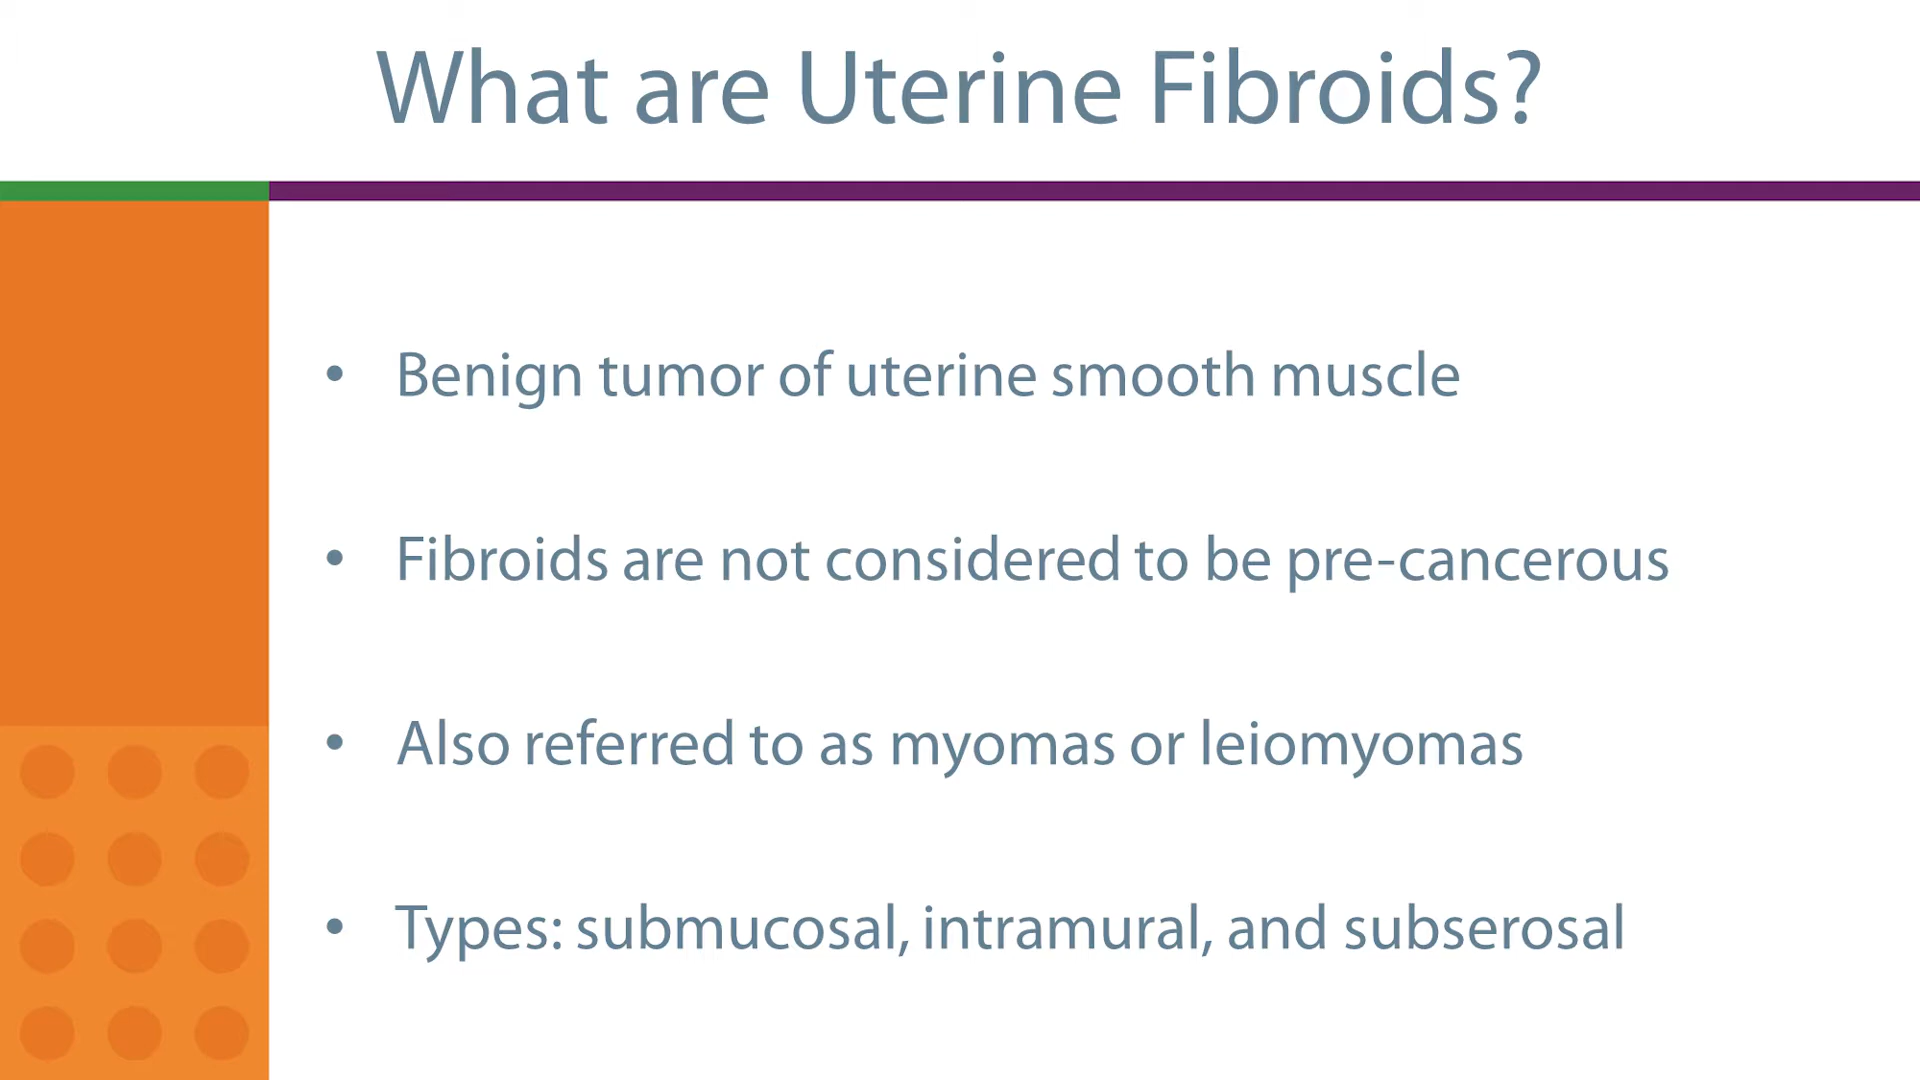 What are Uterine Fibroids?
• Benign tumor of uterine smooth muscle
• Fibroids are not considered to be pre-cancerous
• Also referred to as myomas or leiomyomas
• Types: submucosal, intramural, and subserosal